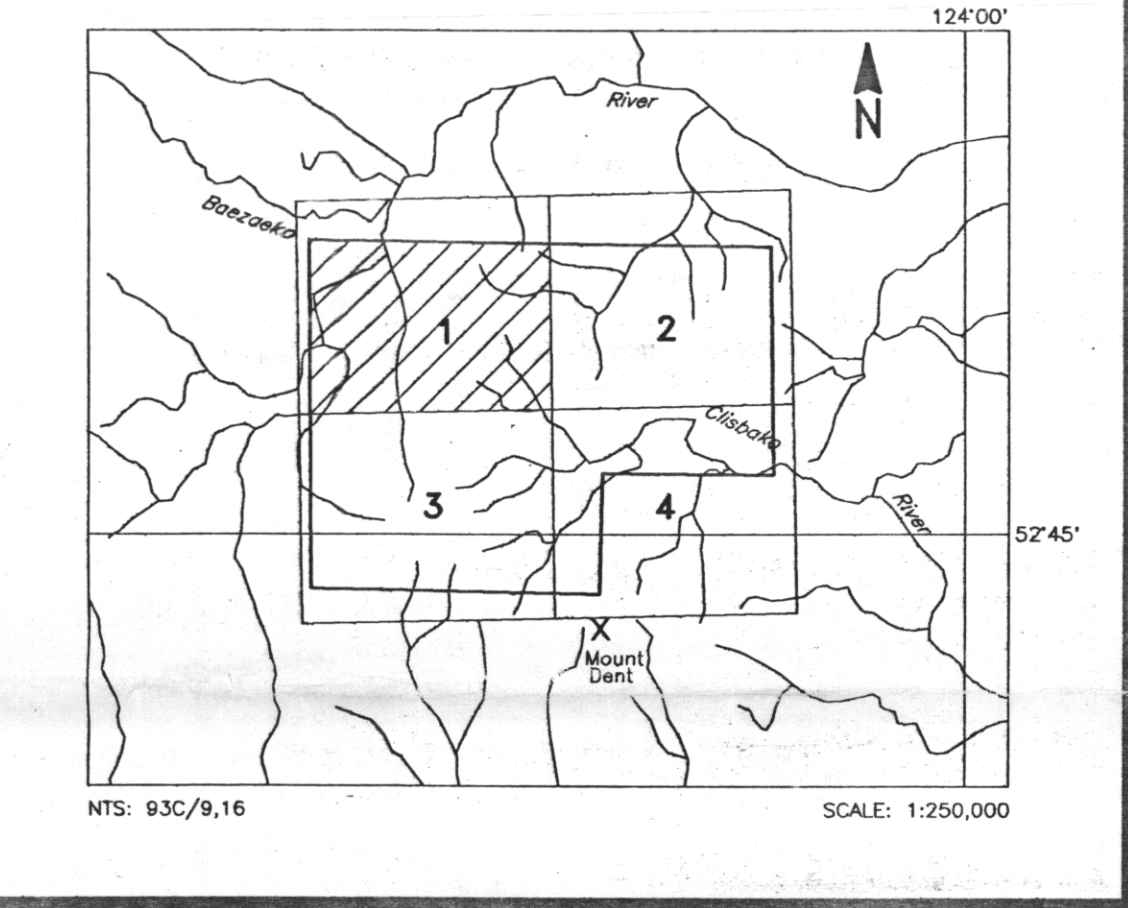 124°00'
River
N
Baezaeko
1
2
Clisbako
3
4
River
52°45'
X
Mount
Dent
NTS: 93C/9,16
SCALE: 1:250,000